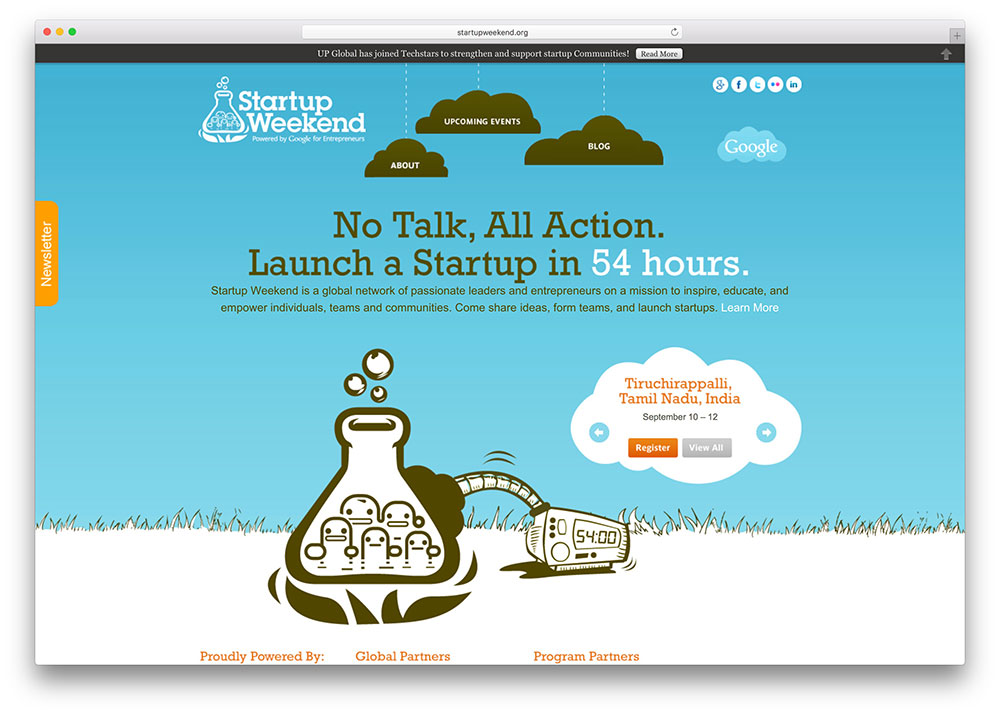 startupweekend.org
UP Global has joined Techstars to strengthen and support startup Communities! Read More
Startup
Weekend
Powered by Google for Entrepreneurs
UPCOMING EVENTS
BLOG
ABOUT
Google
Newsletter
No Talk, All Action.
Launch a Startup in 54 hours.
Startup Weekend is a global network of passionate leaders and entrepreneurs on a mission to inspire, educate, and
empower individuals, teams and communities. Come share ideas, form teams, and launch startups. Learn More
Tiruchirappalli,
Tamil Nadu, India
September 10 – 12
Register View All
54:00
Proudly Powered By: Global Partners Program Partners